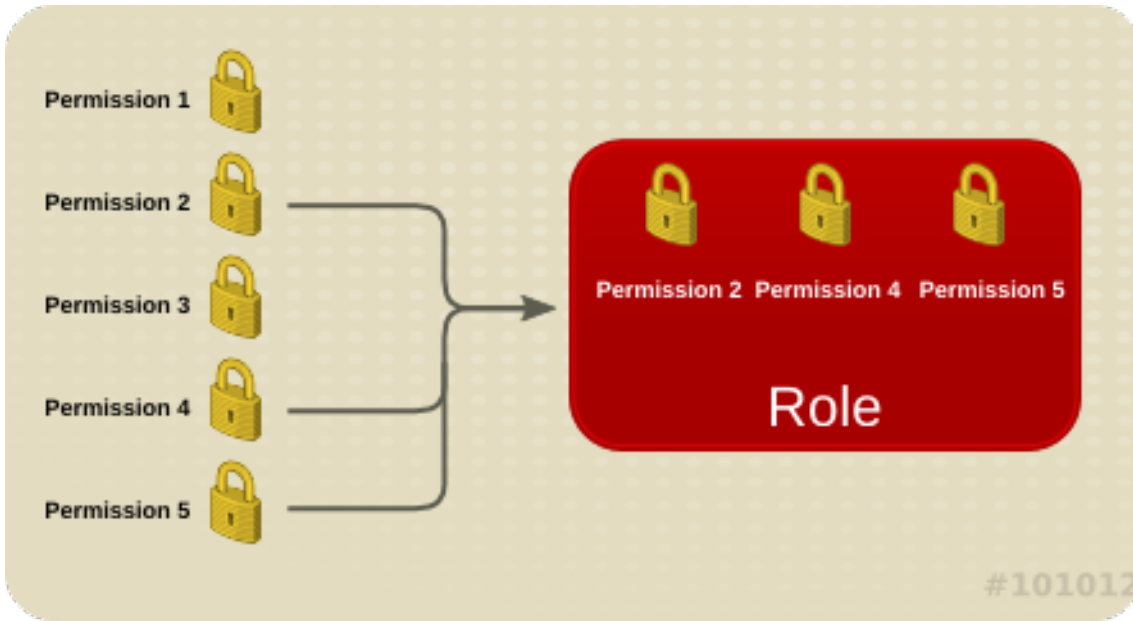 Permission 1
Permission 2
Permission 3
Permission 4
Permission 5
Permission 2 Permission 4 Permission 5
Role
#101012